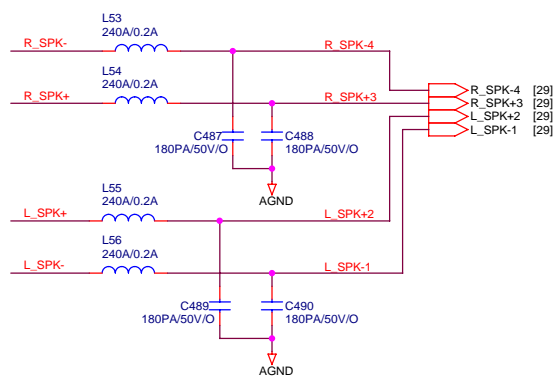 L53
240A/0.2A
R_SPK-
R_SPK-4
L54
240A/0.2A
R_SPK+
R_SPK+3
R_SPK-4 [29]
R_SPK+3 [29]
L_SPK+2 [29]
L_SPK-1 [29]
C487
180PA/50V/O
C488
180PA/50V/O
AGND
L55
240A/0.2A
L_SPK+
L_SPK+2
L56
240A/0.2A
L_SPK-
L_SPK-1
C489
180PA/50V/O
C490
180PA/50V/O
AGND